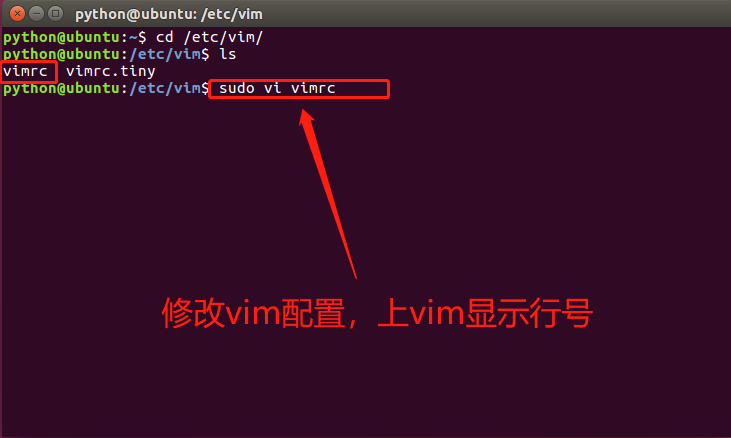 python@ubuntu: /etc/vim
python@ubuntu:~$ cd /etc/vim/
python@ubuntu:/etc/vim$ ls
vimrc  vimrc.tiny
python@ubuntu:/etc/vim$ sudo vi vimrc
修改vim配置，上vim显示行号